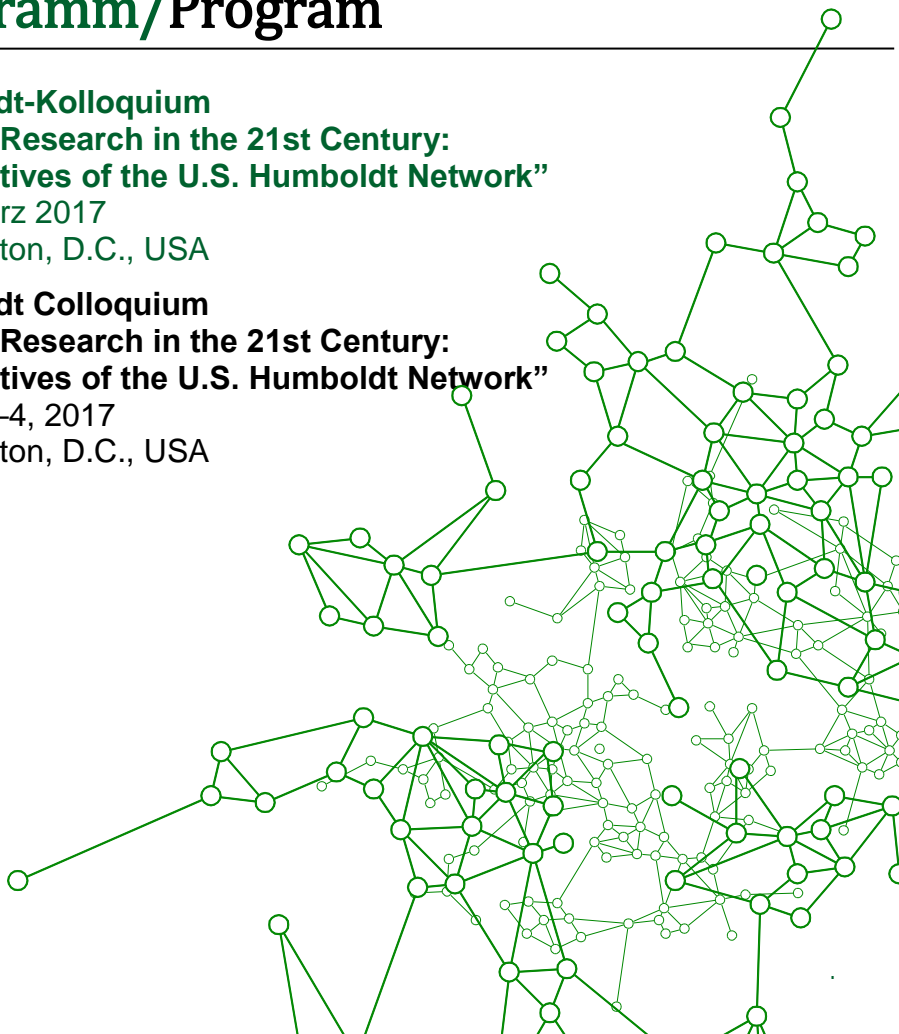 ramm/Program
dt-Kolloquium
Research in the 21st Century:
tives of the U.S. Humboldt Network”
rz 2017
ton, D.C., USA
dt Colloquium
Research in the 21st Century:
tives of the U.S. Humboldt Network”
–4, 2017
ton, D.C., USA